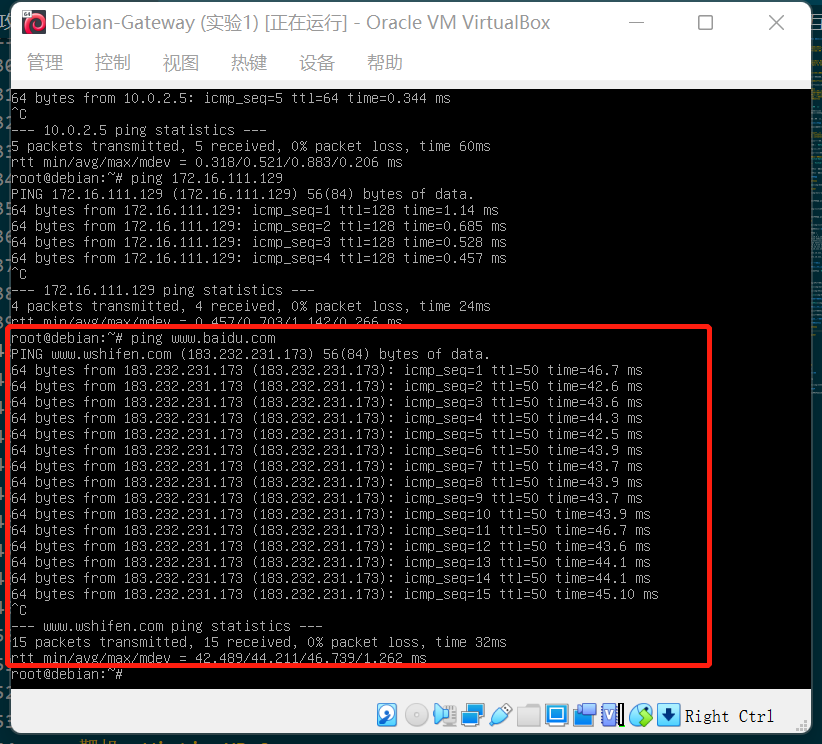 Debian-Gateway (实验1) [正在运行] - Oracle VM VirtualBox
管理 控制 视图 热键 设备 帮助
64 bytes from 10.0.2.5: icmp_seq=5 ttl=64 time=0.344 ms
^C
--- 10.0.2.5 ping statistics ---
5 packets transmitted, 5 received, 0% packet loss, time 60ms
rtt min/avg/max/mdev = 0.318/0.521/0.883/0.206 ms
root@debian:~# ping 172.16.111.129
PING 172.16.111.129 (172.16.111.129) 56(84) bytes of data.
64 bytes from 172.16.111.129: icmp_seq=1 ttl=128 time=1.14 ms
64 bytes from 172.16.111.129: icmp_seq=2 ttl=128 time=0.685 ms
64 bytes from 172.16.111.129: icmp_seq=3 ttl=128 time=0.528 ms
64 bytes from 172.16.111.129: icmp_seq=4 ttl=128 time=0.457 ms
^C
--- 172.16.111.129 ping statistics ---
4 packets transmitted, 4 received, 0% packet loss, time 24ms
rtt min/avg/max/mdev = 0.457/0.703/1.142/0.266 ms
root@debian:~# ping www.baidu.com
PING www.wshifen.com (183.232.231.173) 56(84) bytes of data.
64 bytes from 183.232.231.173 (183.232.231.173): icmp_seq=1 ttl=50 time=46.7 ms
64 bytes from 183.232.231.173 (183.232.231.173): icmp_seq=2 ttl=50 time=42.6 ms
64 bytes from 183.232.231.173 (183.232.231.173): icmp_seq=3 ttl=50 time=43.6 ms
64 bytes from 183.232.231.173 (183.232.231.173): icmp_seq=4 ttl=50 time=44.3 ms
64 bytes from 183.232.231.173 (183.232.231.173): icmp_seq=5 ttl=50 time=42.5 ms
64 bytes from 183.232.231.173 (183.232.231.173): icmp_seq=6 ttl=50 time=43.9 ms
64 bytes from 183.232.231.173 (183.232.231.173): icmp_seq=7 ttl=50 time=43.7 ms
64 bytes from 183.232.231.173 (183.232.231.173): icmp_seq=8 ttl=50 time=43.9 ms
64 bytes from 183.232.231.173 (183.232.231.173): icmp_seq=9 ttl=50 time=43.7 ms
64 bytes from 183.232.231.173 (183.232.231.173): icmp_seq=10 ttl=50 time=43.9 ms
64 bytes from 183.232.231.173 (183.232.231.173): icmp_seq=11 ttl=50 time=46.7 ms
64 bytes from 183.232.231.173 (183.232.231.173): icmp_seq=12 ttl=50 time=43.6 ms
64 bytes from 183.232.231.173 (183.232.231.173): icmp_seq=13 ttl=50 time=44.1 ms
64 bytes from 183.232.231.173 (183.232.231.173): icmp_seq=14 ttl=50 time=44.1 ms
64 bytes from 183.232.231.173 (183.232.231.173): icmp_seq=15 ttl=50 time=45.10 ms
^C
--- www.wshifen.com ping statistics ---
15 packets transmitted, 15 received, 0% packet loss, time 32ms
rtt min/avg/max/mdev = 42.489/44.211/46.739/1.262 ms
root@debian:~#
Right Ctrl